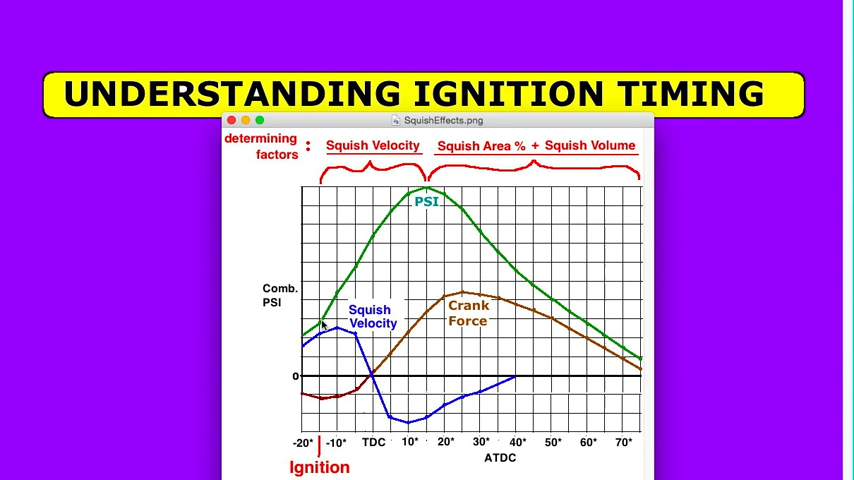 UNDERSTANDING IGNITION TIMING
SquishEffects.png
determining
factors :
Squish Velocity
Squish Area % + Squish Volume
PSI
Comb.
PSI
Squish
Velocity
Crank
Force
0
-20° -10° TDC 10° 20° 30° 40° 50° 60° 70°
Ignition
ATDC